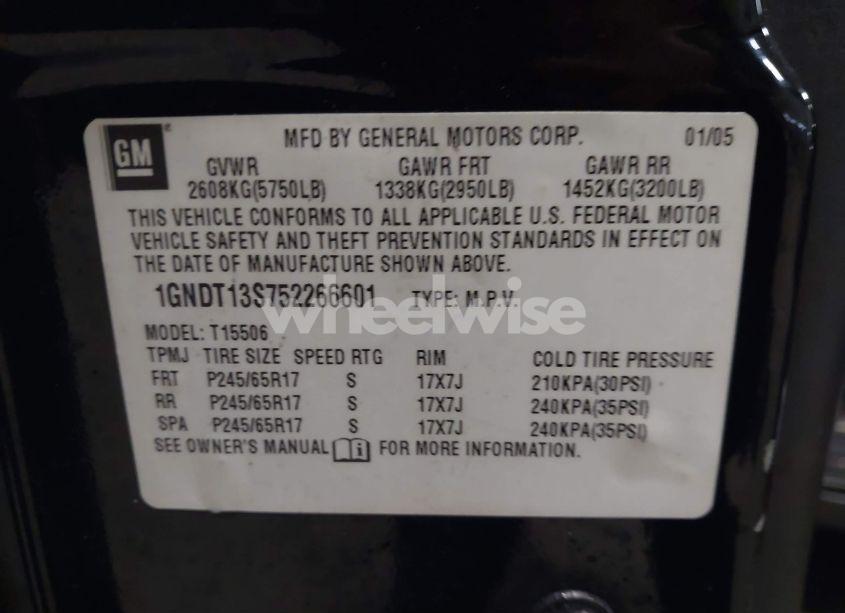 GM
MFD BY GENERAL MOTORS CORP. 01/05
GVWR GAWR FRT GAWR RR
2608KG(5750LB) 1338KG(2950LB) 1452KG(3200LB)
THIS VEHICLE CONFORMS TO ALL APPLICABLE U.S. FEDERAL MOTOR
VEHICLE SAFETY AND THEFT PREVENTION STANDARDS IN EFFECT ON
THE DATE OF MANUFACTURE SHOWN ABOVE.
1GNDT13S752266601 TYPE: M.P.V.
wheelwise
MODEL: T15506
TPMJ TIRE SIZE SPEED RTG RIM COLD TIRE PRESSURE
FRT P245/65R17 S 17X7J 210KPA(30PSI)
RR P245/65R17 S 17X7J 240KPA(35PSI)
SPA P245/65R17 S 17X7J 240KPA(35PSI)
SEE OWNER'S MANUAL i FOR MORE INFORMATION.